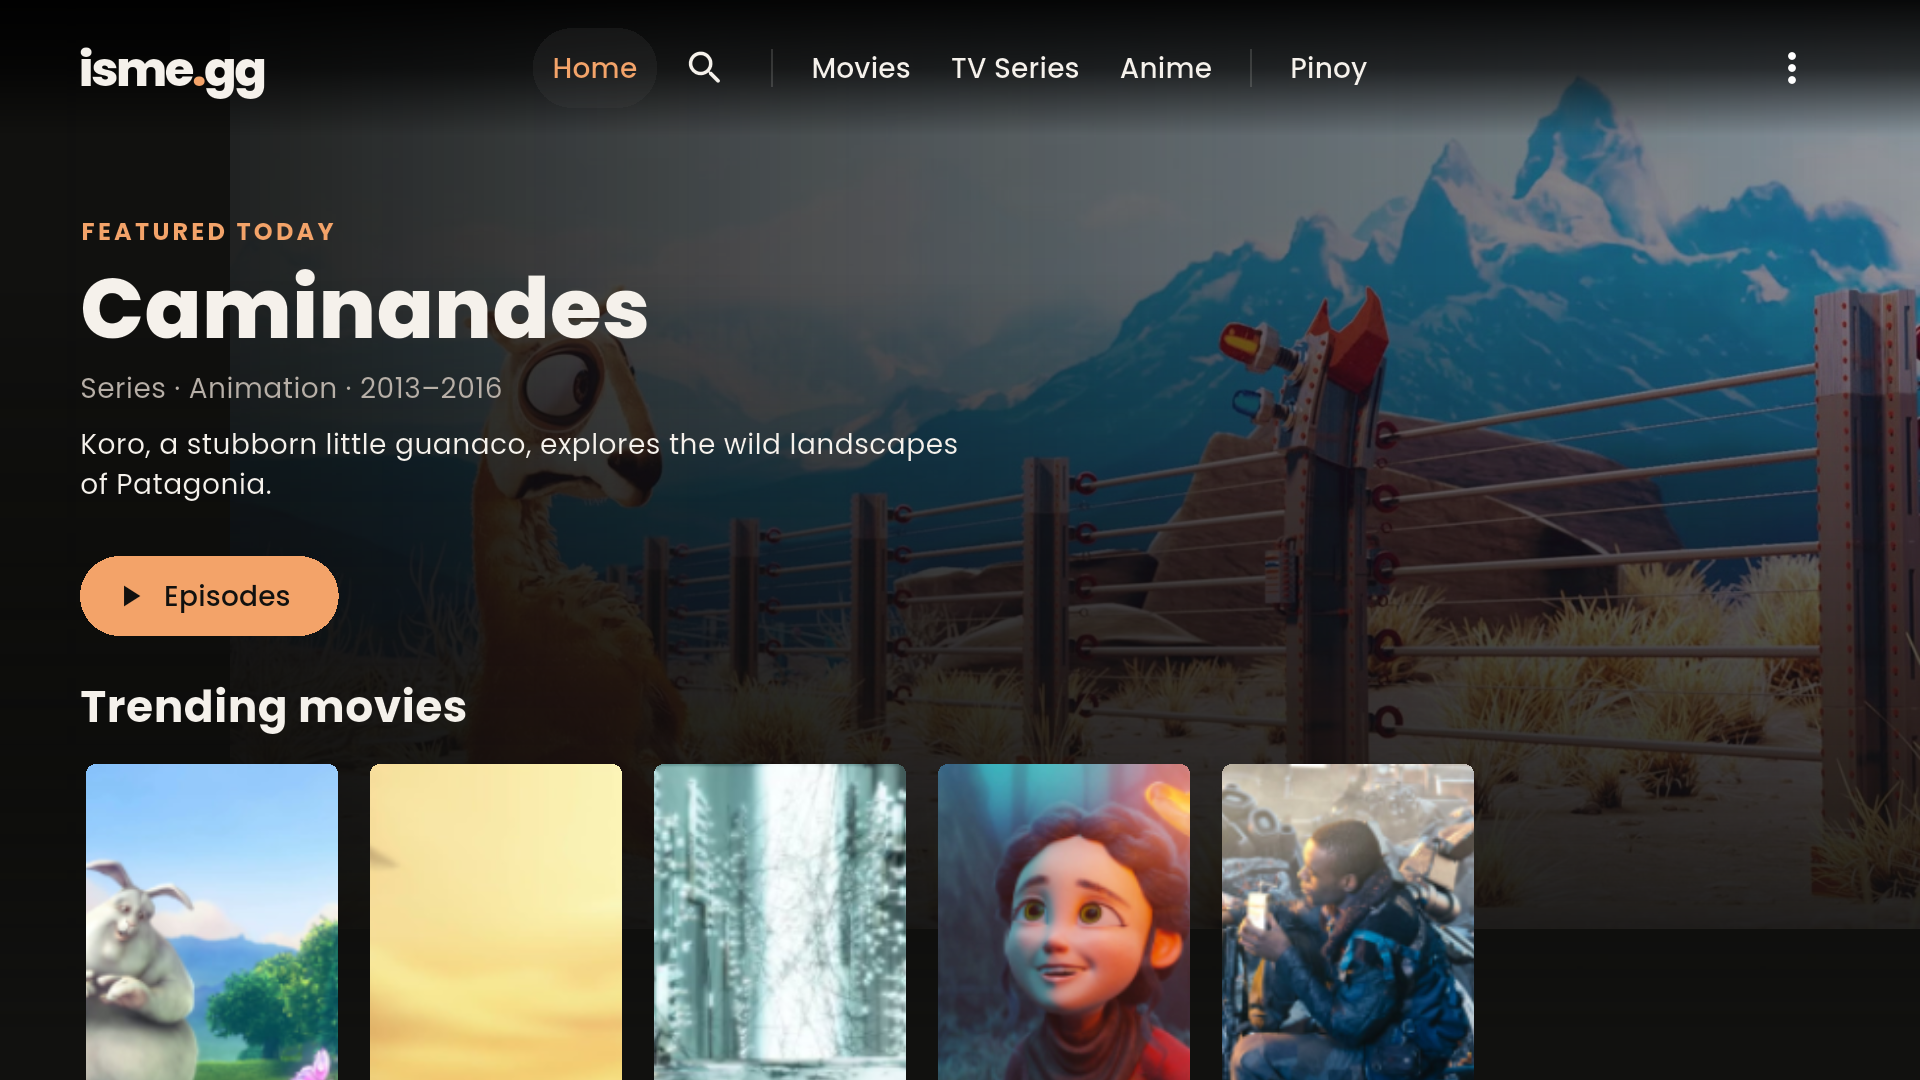 isme.gg
Home
Movies
TV Series
Anime
Pinoy
FEATURED TODAY
Caminandes
Series · Animation · 2013–2016
Koro, a stubborn little guanaco, explores the wild landscapes
of Patagonia.
Episodes
Trending movies